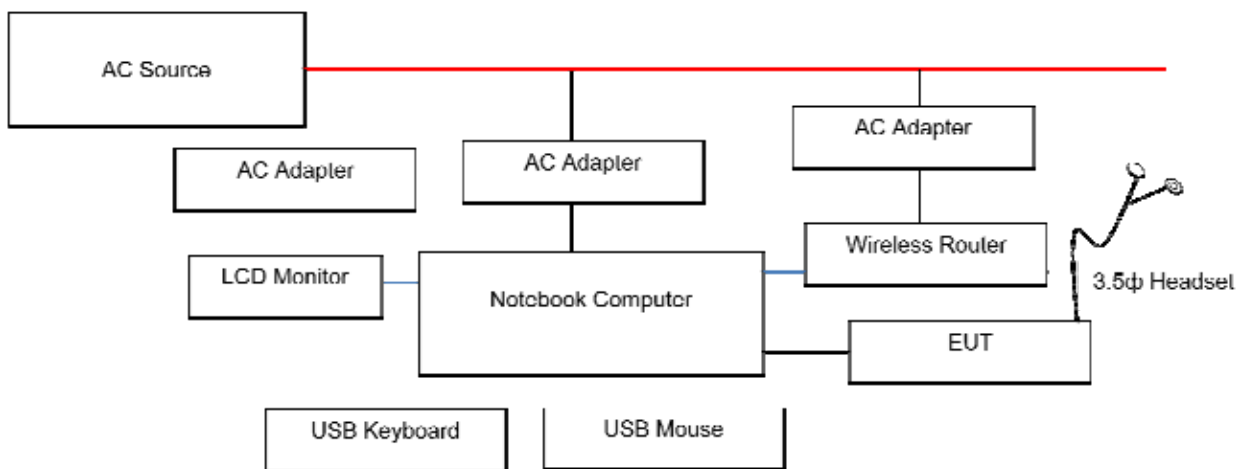 AC Source
AC Adapter
AC Adapter
AC Adapter
Wireless Router
LCD Monitor
Notebook Computer
3.5ф Headset
EUT
USB Keyboard
USB Mouse